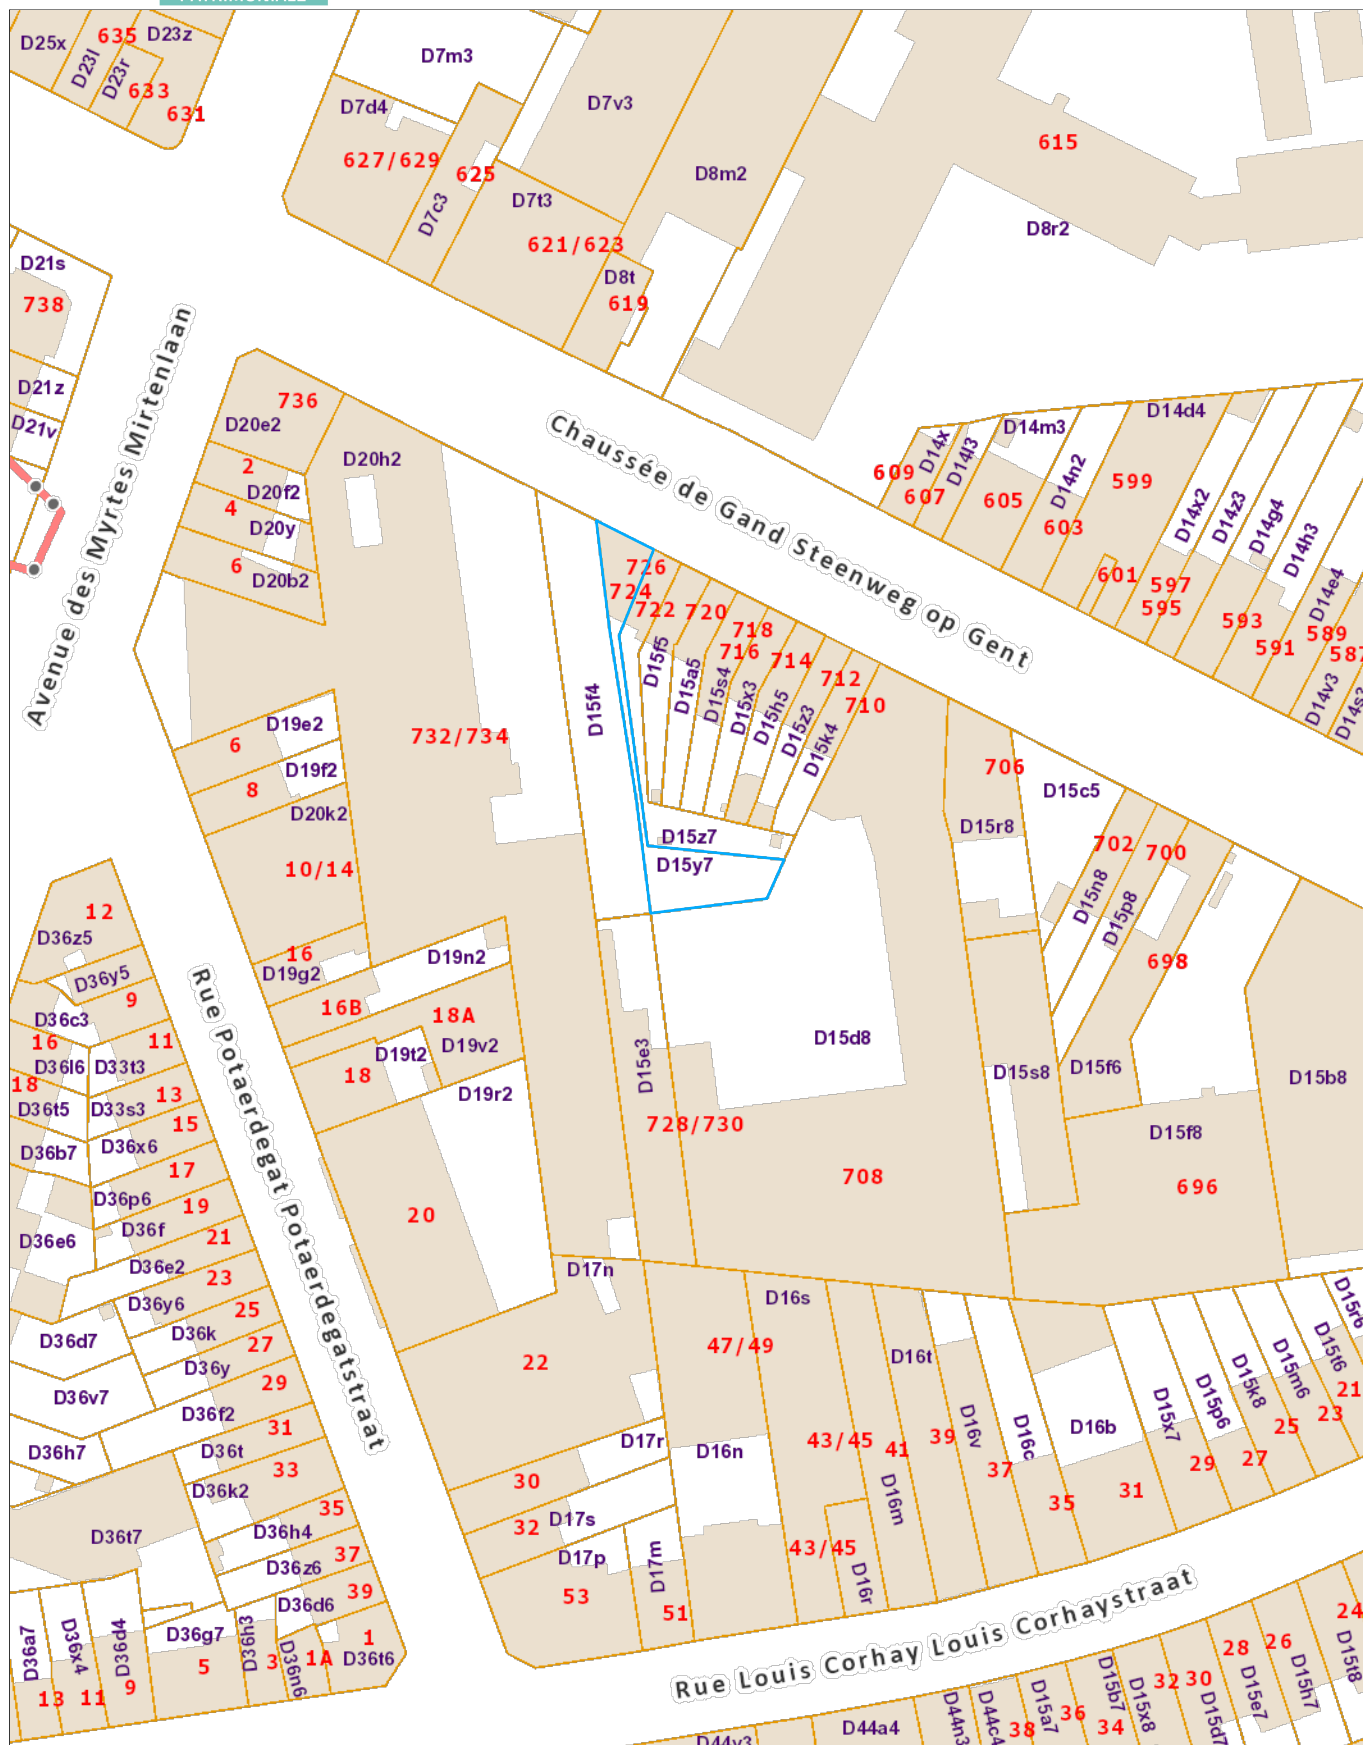 D25x
635
D23z
D23l
D23r
633
631
D7m3
D7d4
627/629
625
D7c3
D7v3
D7t3
621/623
D8m2
D8t
619
615
D8r2
D21s
738
D21z
D21v
Avenue des Myrtes Mirtenlaan
736
D20e2
2
D20f2
4
D20y
6
D20b2
D20h2
Chaussée de Gand Steenweg op Gent
D14x
D14l3
D14m3
D14d4
609
607
605
D14n2
603
599
601
D14x2
D14z3
D14g4
D14h3
D14e4
597
595
593
591
589
587
D14v3
D14s3
726
724
722
720
718
716
714
712
710
D15f5
D15a5
D15s4
D15x3
D15h5
D15z3
D15k4
D15f4
D15z7
D15y7
732/734
D19e2
6
D19f2
8
D20k2
10/14
706
D15c5
D15r8
702
700
D15n8
D15p8
698
12
D36z5
D36y5
9
D36c3
16
11
D36l6
D33t3
18
13
D36t5
D33s3
15
D36b7
D36x6
17
D36p6
19
D36f
21
D36e6
D36e2
23
D36y6
25
D36d7
D36k
27
D36y
29
D36v7
D36f2
31
D36h7
D36t
33
D36k2
35
D36t7
D36h4
37
D36z6
39
D36d6
Rue Potaerdegat Potaerdegatstraat
16
D19g2
D19n2
16B
18A
D19t2
D19v2
18
D19r2
20
D15e3
D15d8
728/730
708
D15s8
D15f6
D15f8
696
D15b8
D17n
22
D17r
30
D17s
32
D17p
D17m
53
51
D16s
47/49
D16n
43/45
43/45
D16r
D16m
41
D16t
39
D16v
37
D16c
35
D16b
31
D15x7
29
D15p6
27
D15k8
25
D15m6
23
D15t6
21
D15r6
D36a7
D36x4
D36d4
D36g7
D36h3
D36n6
13
11
9
5
3
1A
1
D36t6
Rue Louis Corhay Louis Corhaystraat
D44a4
D44n3
D44c4
38
D15a7
36
D15b7
34
D15x8
32
30
D15d7
28
D15e7
26
D15h7
24
D15t8